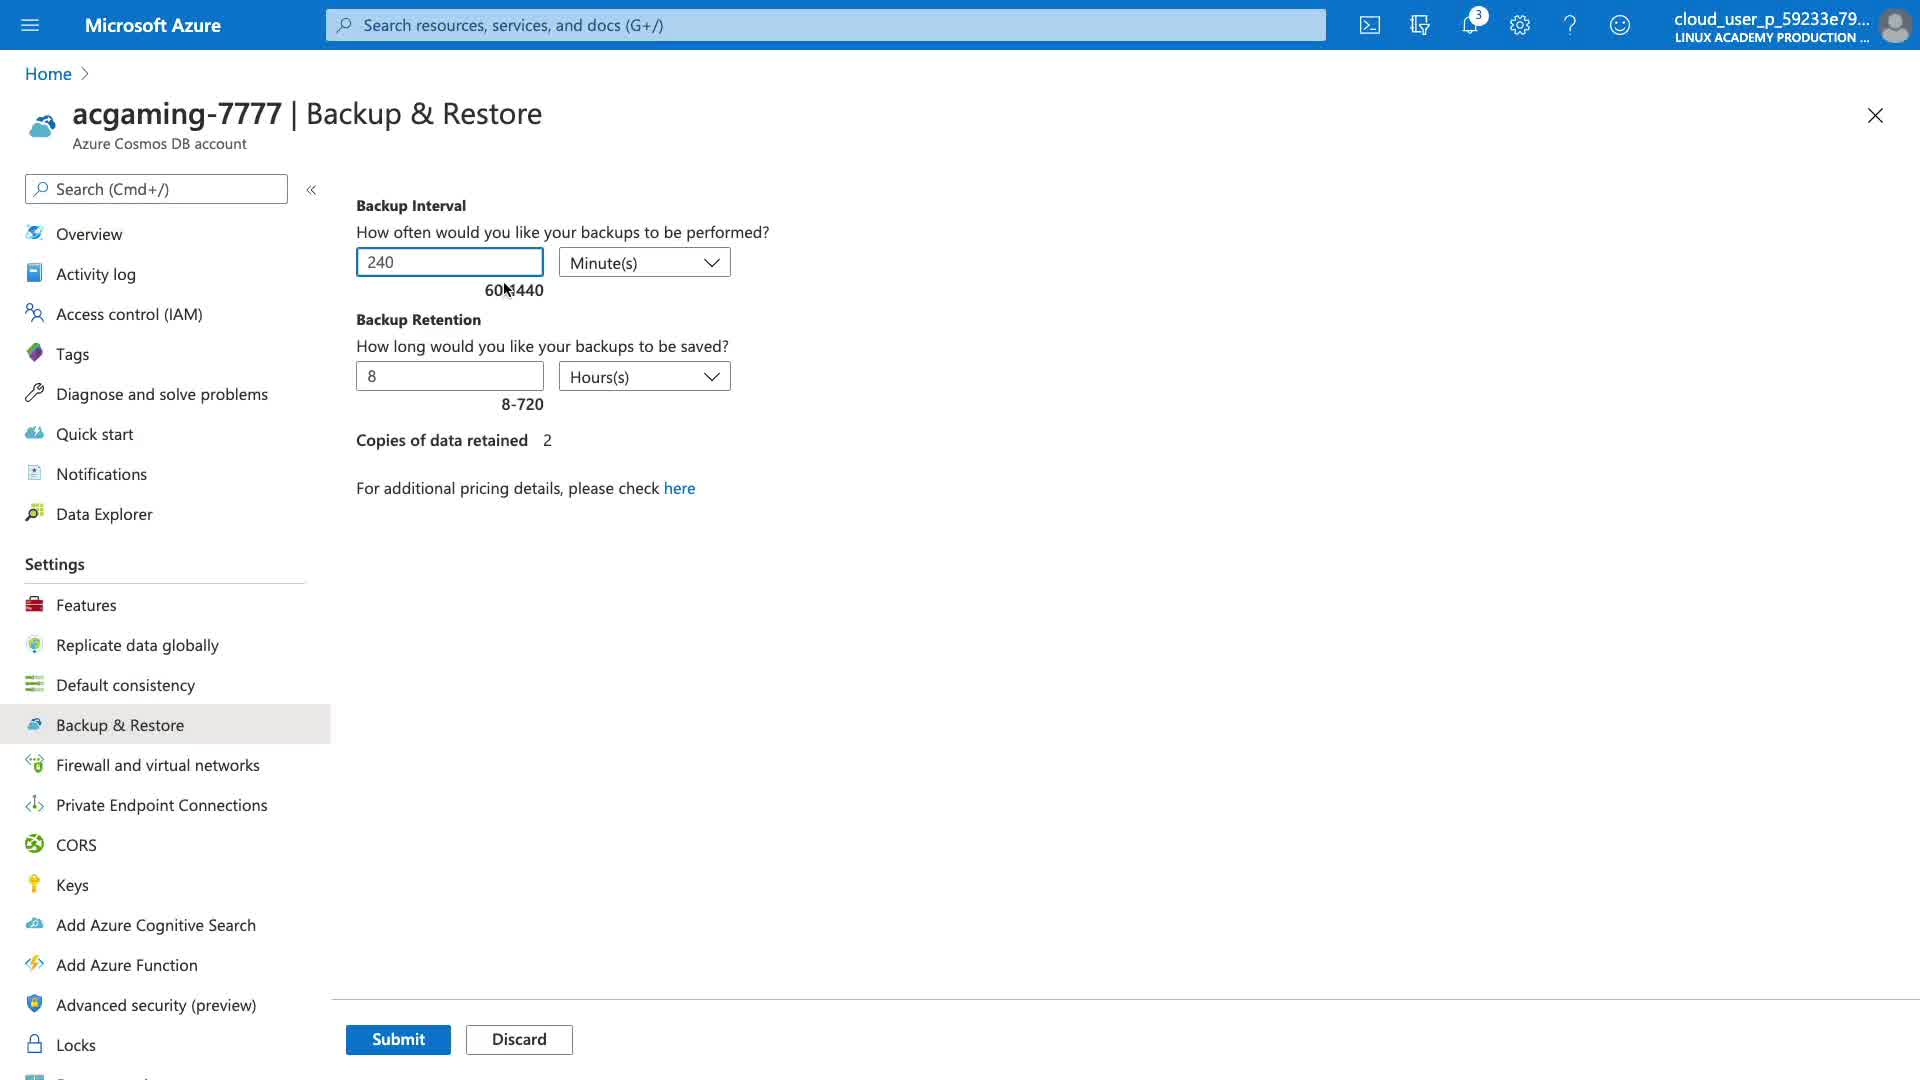 Microsoft Azure
Search resources, services, and docs (G+/)
3
cloud_user_p_59233e79...
LINUX ACADEMY PRODUCTION ...
Home
acgaming-7777 | Backup & Restore
Azure Cosmos DB account
Search (Cmd+/)
«
Overview
Activity log
Access control (IAM)
Tags
Diagnose and solve problems
Quick start
Notifications
Data Explorer
Settings
Features
Replicate data globally
Default consistency
Backup & Restore
Firewall and virtual networks
Private Endpoint Connections
CORS
Keys
Add Azure Cognitive Search
Add Azure Function
Advanced security (preview)
Locks
Backup Interval
How often would you like your backups to be performed?
240
Minute(s)
60-1440
Backup Retention
How long would you like your backups to be saved?
8
Hours(s)
8-720
Copies of data retained 2
For additional pricing details, please check here
Submit
Discard